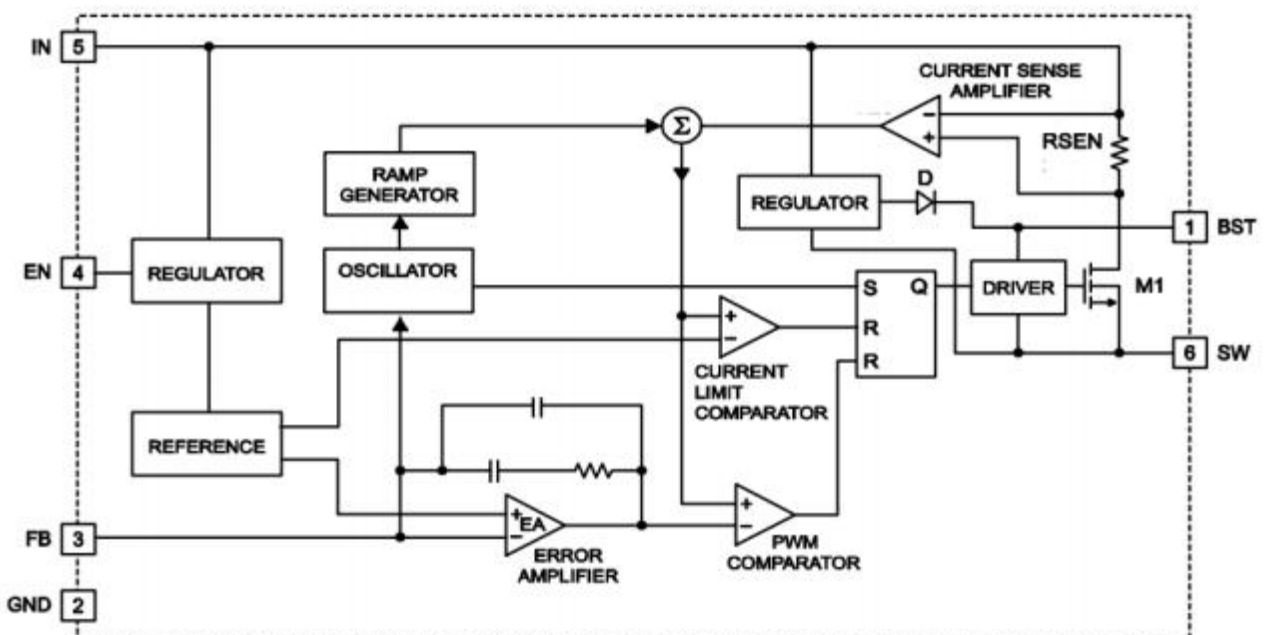 IN 5
CURRENT SENSE
AMPLIFIER
Σ
−
+
RSEN
RAMP
GENERATOR
D
REGULATOR
1 BST
EN 4
REGULATOR
OSCILLATOR
S Q
DRIVER
M1
+
−
R
R
6 SW
CURRENT
LIMIT
COMPARATOR
REFERENCE
+
EA
−
+
−
FB 3
ERROR
AMPLIFIER
PWM
COMPARATOR
GND 2